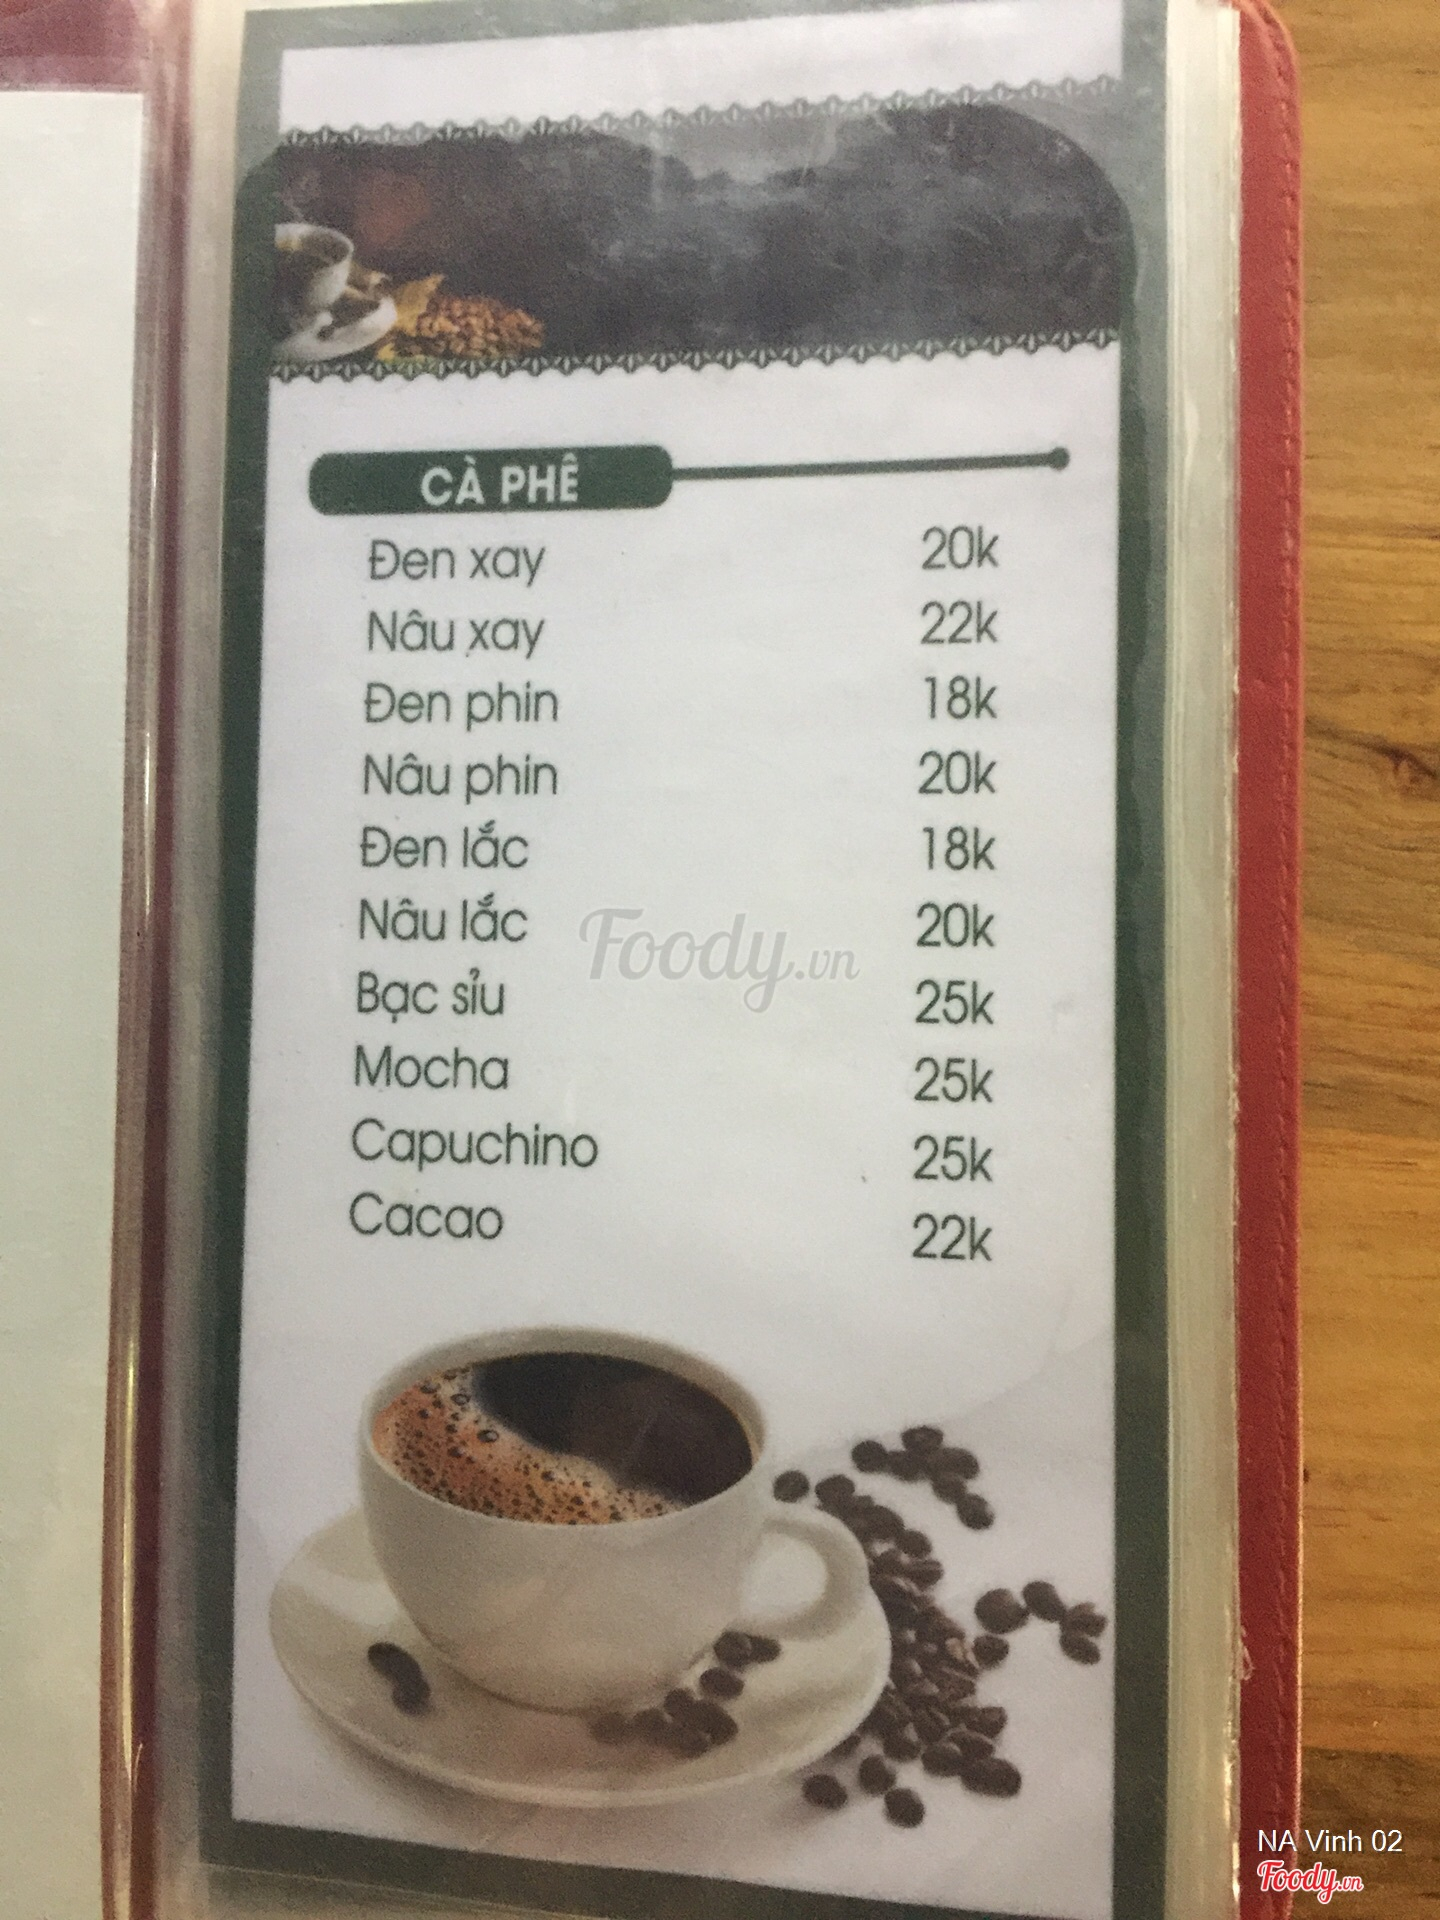 CÀ PHÊ
Đen xay 20k
Nâu xay 22k
Đen phin 18k
Nâu phin 20k
Đen lắc 18k
Nâu lắc 20k
Bạc sỉu 25k
Mocha 25k
Capuchino 25k
Cacao 22k
Foody.vn
NA Vinh 02
Foody.vn